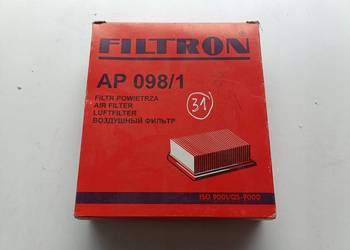 FILTRON ®
AP 098/1
31
FILTR POWIETRZA
AIR FILTER
LUFTFILTER
ВОЗДУШНЫЙ ФИЛЬТР
ISO 9001/QS-9000